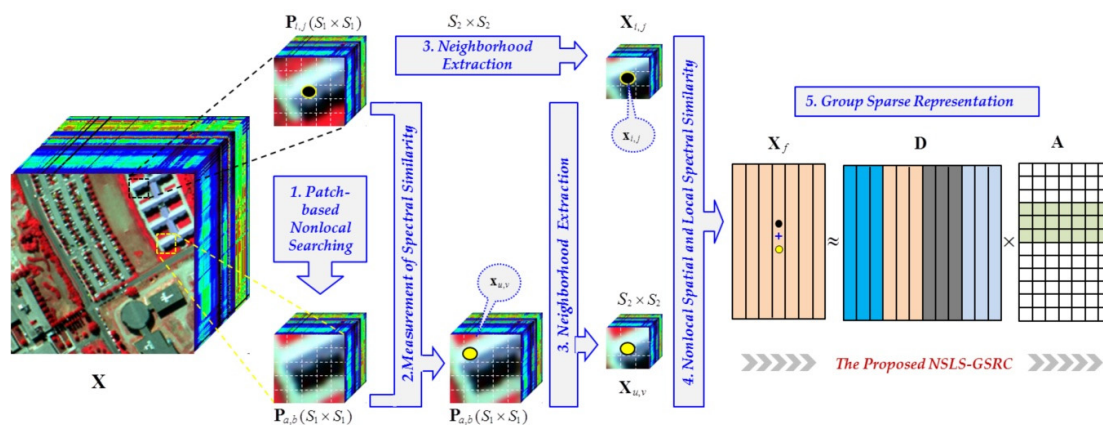 P_{i,j} (S_1 × S_1)
S_2 × S_2
X_{i,j}
3. Neighborhood
Extraction
x_{i,j}
1. Patch-
based
Nonlocal
Searching
X
P_{a,b} (S_1 × S_1)
2.Measurement of Spectral Similarity
x_{u,v}
P_{a,b} (S_1 × S_1)
3. Neighborhood Extraction
S_2 × S_2
X_{u,v}
4. Nonlocal Spatial and Local Spectral Similarity
5. Group Sparse Representation
X_f
D
A
+
≈
×
The Proposed NSLS-GSRC